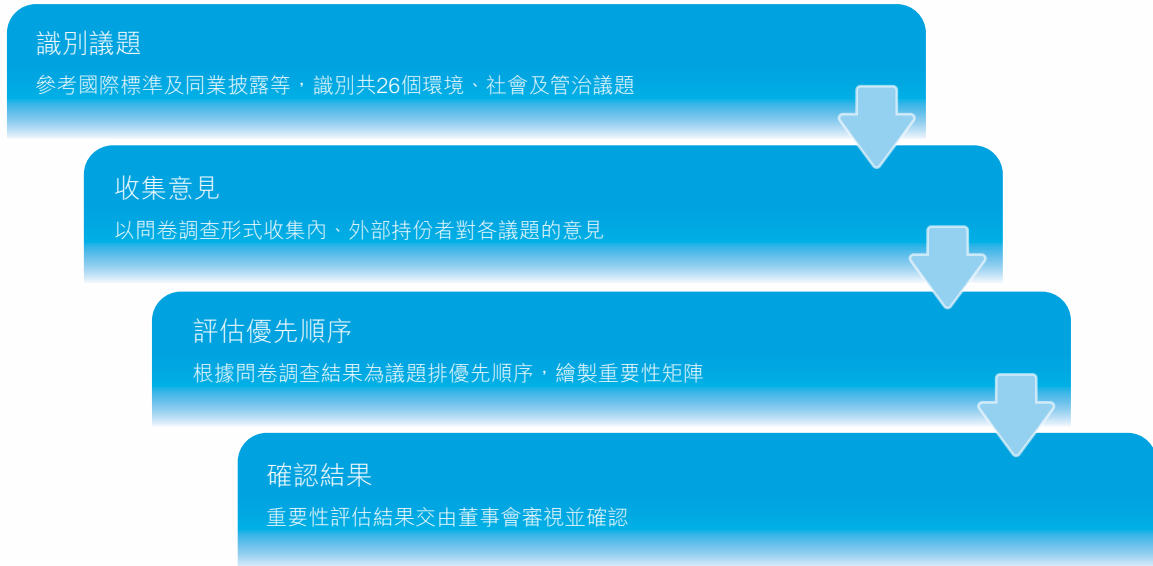 識別議題
參考國際標準及同業披露等，識別共26個環境、社會及管治議題
收集意見
以問卷調查形式收集內、外部持份者對各議題的意見
評估優先順序
根據問卷調查結果為議題排優先順序，繪製重要性矩陣
確認結果
重要性評估結果交由董事會審視並確認